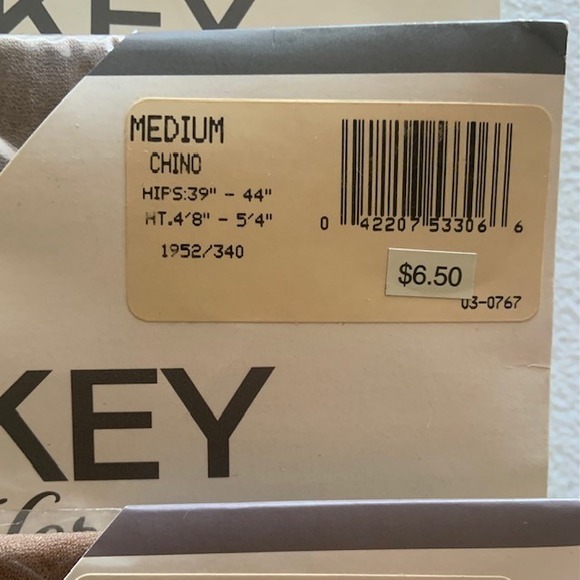 KEY
MEDIUM
CHINO
HIPS:39" - 44"
HT.4'8" - 5'4"
1952/340
0 42207 53306 6
$6.50
03-0767
KEY
Her